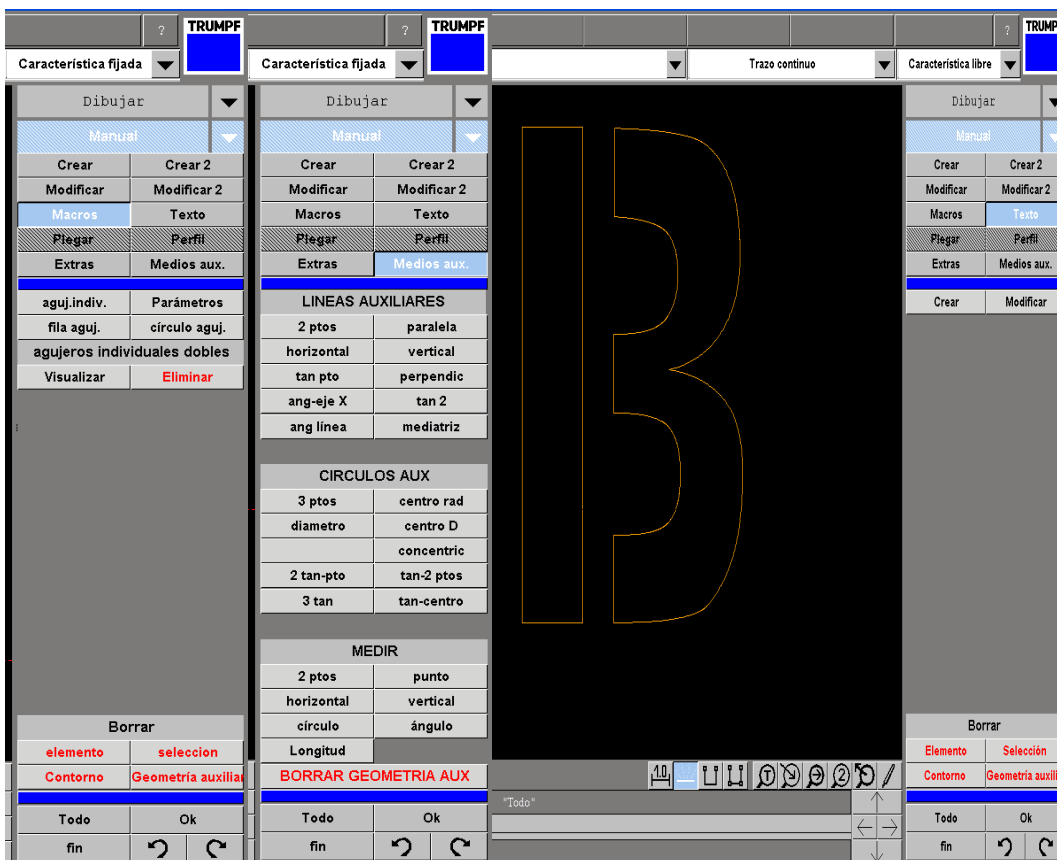 ? TRUMPF
Característica fijada
Dibujar
Manual
Crear Crear 2
Modificar Modificar 2
Macros Texto
Plegar Perfil
Extras Medios aux.
aguj.indiv. Parámetros
fila aguj. círculo aguj.
agujeros individuales dobles
Visualizar Eliminar
Borrar
elemento seleccion
Contorno Geometría auxiliar
Todo Ok
fin
? TRUMPF
Característica fijada
Dibujar
Manual
Crear Crear 2
Modificar Modificar 2
Macros Texto
Plegar Perfil
Extras Medios aux.
LINEAS AUXILIARES
2 ptos paralela
horizontal vertical
tan pto perpendic
ang-eje X tan 2
ang línea mediatriz
CIRCULOS AUX
3 ptos centro rad
diametro centro D
concentric
2 tan-pto tan-2 ptos
3 tan tan-centro
MEDIR
2 ptos punto
horizontal vertical
círculo ángulo
Longitud
BORRAR GEOMETRIA AUX
Todo Ok
fin
Trazo continuo
B
1.0 T 2
"Todo"
? TRUMP
Característica libre
Dibujar
Manual
Crear Crear 2
Modificar Modificar 2
Macros Texto
Plegar Perfil
Extras Medios aux.
Crear Modificar
Borrar
Elemento Selección
Contorno Geometría auxili
Todo Ok
fin